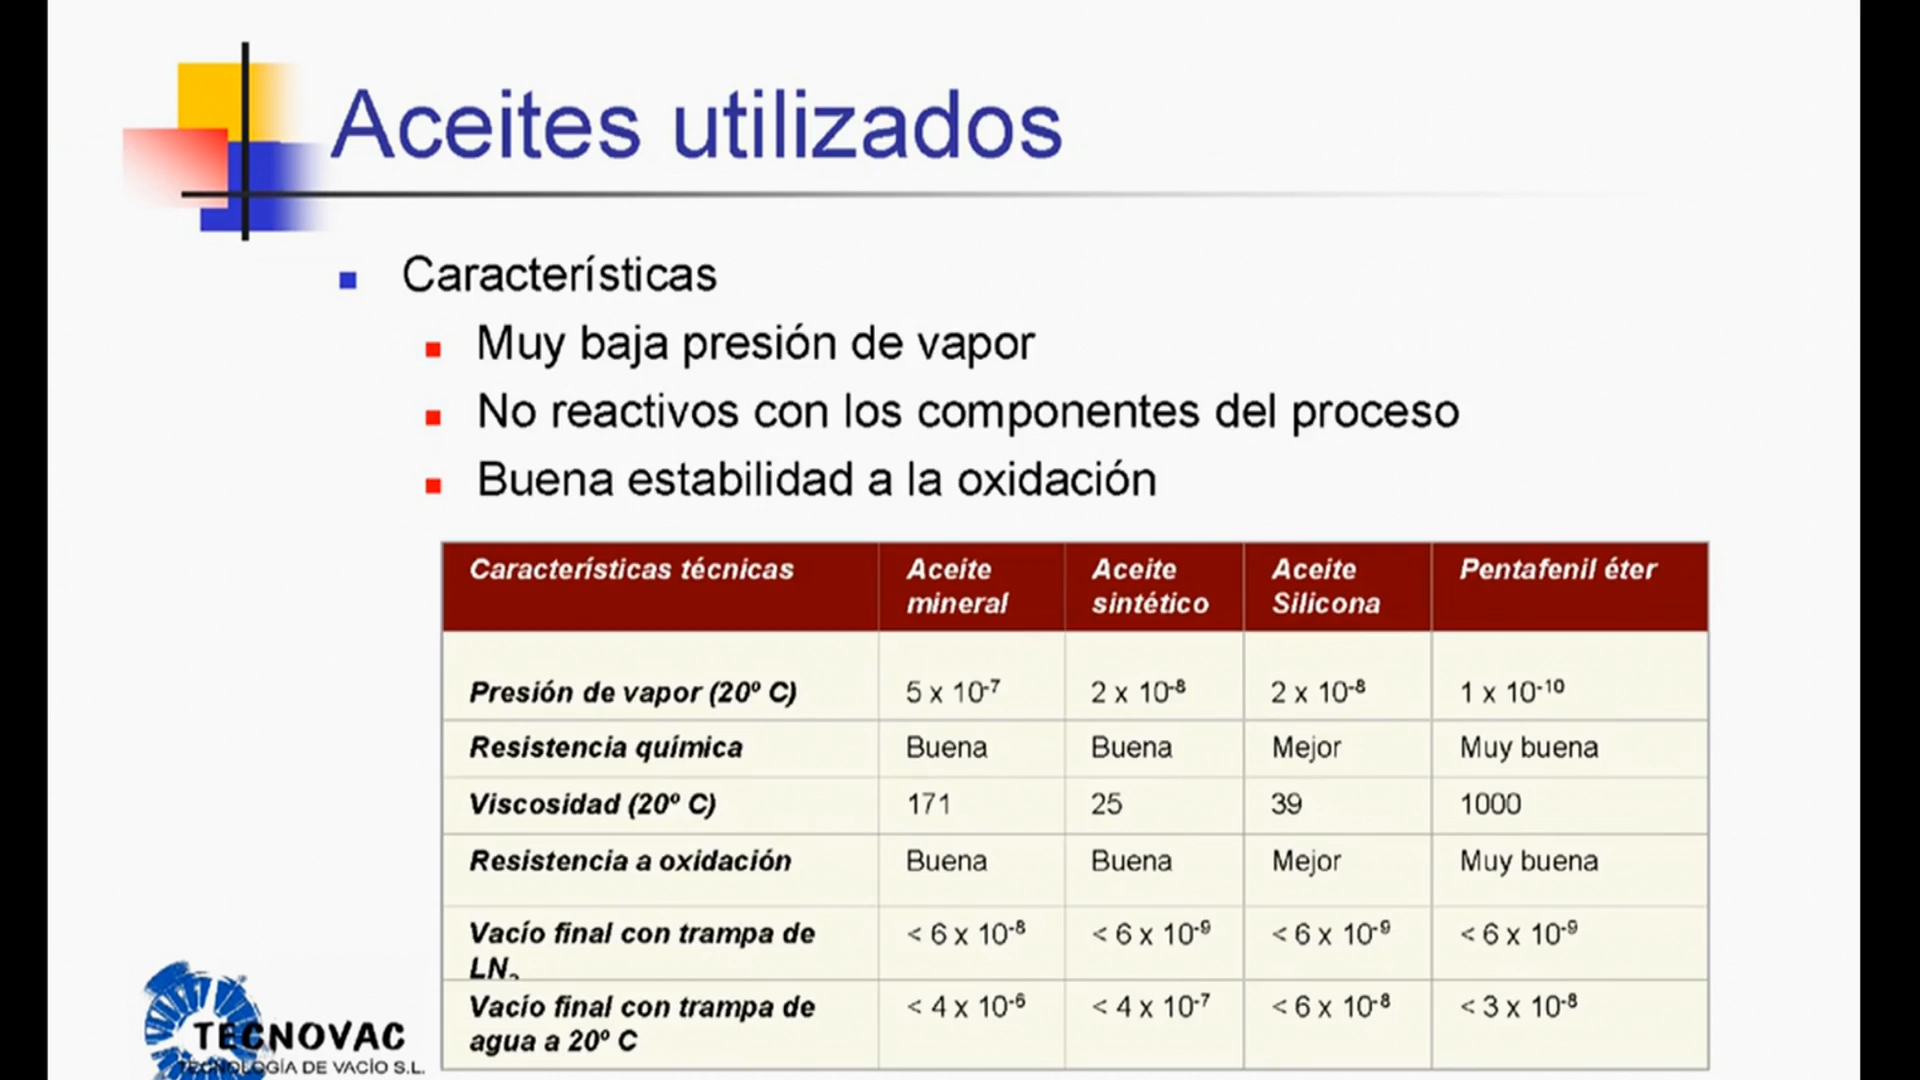 Aceites utilizados
Características
Muy baja presión de vapor
No reactivos con los componentes del proceso
Buena estabilidad a la oxidación
Características técnicas Aceite mineral Aceite sintético Aceite Silicona Pentafenil éter
Presión de vapor (20º C) 5 x 10⁻⁷ 2 x 10⁻⁸ 2 x 10⁻⁸ 1 x 10⁻¹⁰
Resistencia química Buena Buena Mejor Muy buena
Viscosidad (20º C) 171 25 39 1000
Resistencia a oxidación Buena Buena Mejor Muy buena
Vacío final con trampa de LN₂ < 6 x 10⁻⁸ < 6 x 10⁻⁹ < 6 x 10⁻⁹ < 6 x 10⁻⁹
Vacío final con trampa de agua a 20º C < 4 x 10⁻⁶ < 4 x 10⁻⁷ < 6 x 10⁻⁸ < 3 x 10⁻⁸
TECNOVAC
TECNOLOGÍA DE VACÍO S.L.